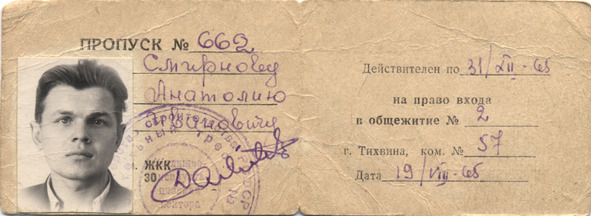 ПРОПУСК № 662
Смирнову
Анатолию
Ивановичу
ЖКК
Действителен по 31/XII-65
на право входа
в общежитие № 2
г. Тихвина, ком. № 57
Дата 19/VIII-65